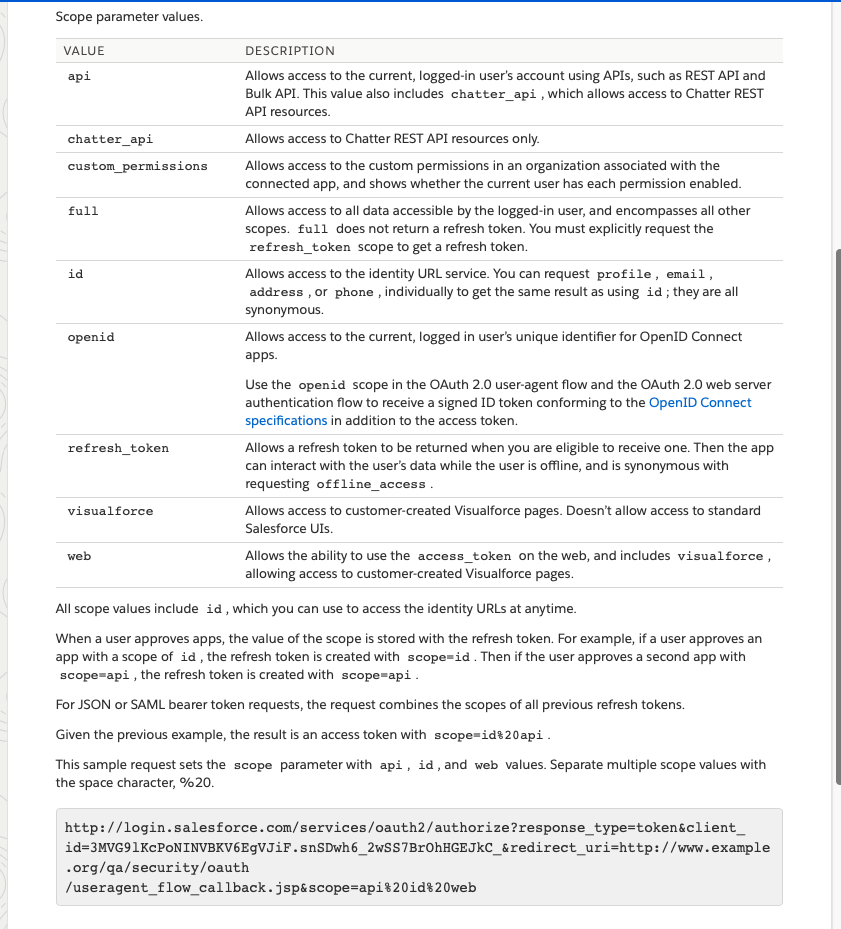 Scope parameter values.
VALUE DESCRIPTION
api Allows access to the current, logged-in user’s account using APIs, such as REST API and
Bulk API. This value also includes chatter_api , which allows access to Chatter REST
API resources.
chatter_api Allows access to Chatter REST API resources only.
custom_permissions Allows access to the custom permissions in an organization associated with the
connected app, and shows whether the current user has each permission enabled.
full Allows access to all data accessible by the logged-in user, and encompasses all other
scopes. full does not return a refresh token. You must explicitly request the
refresh_token scope to get a refresh token.
id Allows access to the identity URL service. You can request profile , email ,
address , or phone , individually to get the same result as using id ; they are all
synonymous.
openid Allows access to the current, logged in user’s unique identifier for OpenID Connect
apps.
Use the openid scope in the OAuth 2.0 user-agent flow and the OAuth 2.0 web server
authentication flow to receive a signed ID token conforming to the OpenID Connect
specifications in addition to the access token.
refresh_token Allows a refresh token to be returned when you are eligible to receive one. Then the app
can interact with the user’s data while the user is offline, and is synonymous with
requesting offline_access .
visualforce Allows access to customer-created Visualforce pages. Doesn’t allow access to standard
Salesforce UIs.
web Allows the ability to use the access_token on the web, and includes visualforce ,
allowing access to customer-created Visualforce pages.
All scope values include id , which you can use to access the identity URLs at anytime.
When a user approves apps, the value of the scope is stored with the refresh token. For example, if a user approves an
app with a scope of id , the refresh token is created with scope=id . Then if the user approves a second app with
scope=api , the refresh token is created with scope=api .
For JSON or SAML bearer token requests, the request combines the scopes of all previous refresh tokens.
Given the previous example, the result is an access token with scope=id%20api .
This sample request sets the scope parameter with api , id , and web values. Separate multiple scope values with
the space character, %20.
http://login.salesforce.com/services/oauth2/authorize?response_type=token&client_
id=3MVG9lKcPoNINVBKV6EgVJiF.snSDwh6_2wSS7BrOhHGEJkC_&redirect_uri=http://www.example
.org/qa/security/oauth
/useragent_flow_callback.jsp&scope=api%20id%20web